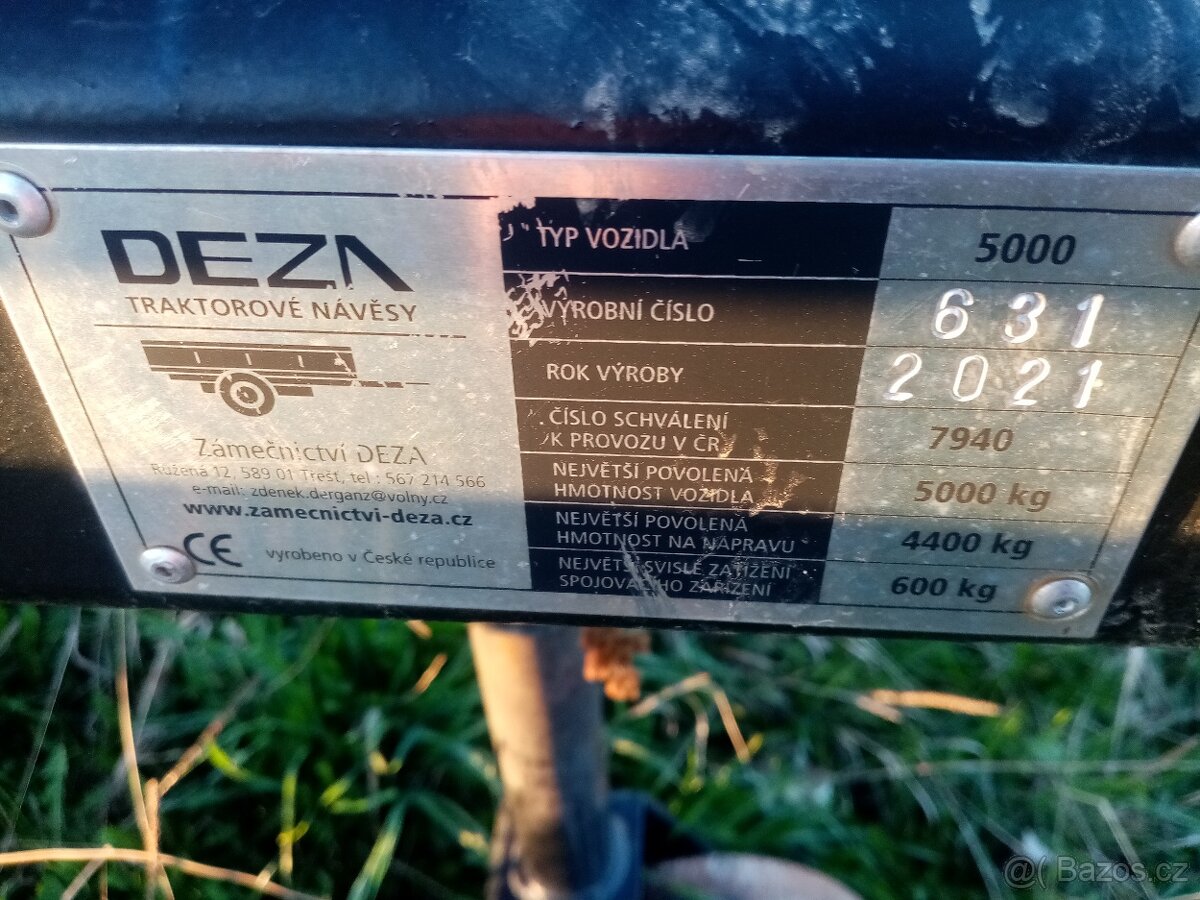 DEZA
TRAKTOROVÉ NÁVĚSY
Zámečnictví DEZA
Růžená 12, 589 01 Třešť, tel.: 567 214 566
e-mail: zdenek.derganz@volny.cz
www.zamecnictvi-deza.cz
CE vyrobeno v České republice
TYP VOZIDLA 5000
VÝROBNÍ ČÍSLO 631
ROK VÝROBY 2021
ČÍSLO SCHVÁLENÍ
K PROVOZU V ČR 7940
NEJVĚTŠÍ POVOLENÁ
HMOTNOST VOZIDLA 5000 kg
NEJVĚTŠÍ POVOLENÁ
HMOTNOST NA NÁPRAVU 4400 kg
NEJVĚTŠÍ SVISLÉ ZATÍŽENÍ
SPOJOVACÍHO ZAŘÍZENÍ 600 kg
@( Bazos.cz